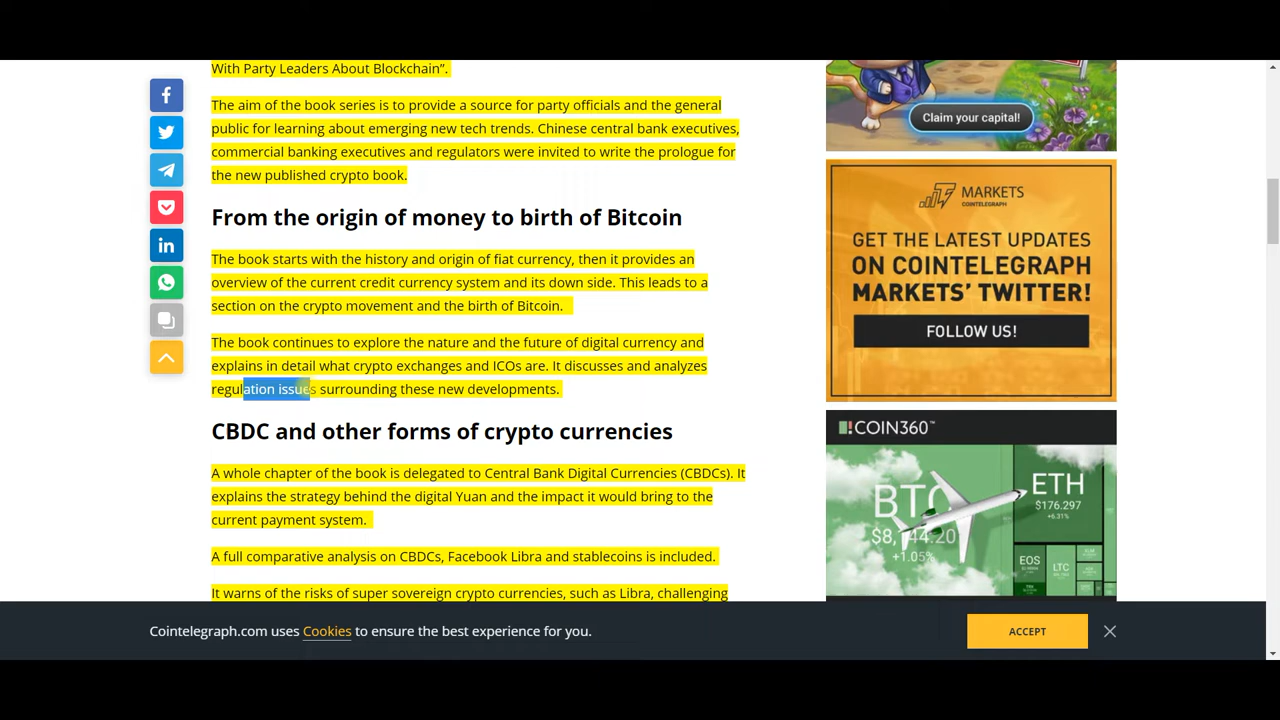 With Party Leaders About Blockchain”.
The aim of the book series is to provide a source for party officials and the general
public for learning about emerging new tech trends. Chinese central bank executives,
commercial banking executives and regulators were invited to write the prologue for
the new published crypto book.
From the origin of money to birth of Bitcoin
The book starts with the history and origin of fiat currency, then it provides an
overview of the current credit currency system and its down side. This leads to a
section on the crypto movement and the birth of Bitcoin.
The book continues to explore the nature and the future of digital currency and
explains in detail what crypto exchanges and ICOs are. It discusses and analyzes
regulation issues surrounding these new developments.
CBDC and other forms of crypto currencies
A whole chapter of the book is delegated to Central Bank Digital Currencies (CBDCs). It
explains the strategy behind the digital Yuan and the impact it would bring to the
current payment system.
A full comparative analysis on CBDCs, Facebook Libra and stablecoins is included.
It warns of the risks of super sovereign crypto currencies, such as Libra, challenging
Claim your capital!
MARKETS
COINTELEGRAPH
GET THE LATEST UPDATES
ON COINTELEGRAPH
MARKETS’ TWITTER!
FOLLOW US!
COIN360™
BTC
ETH
$176.297
+6.31%
+1.05%
EOS
LTC
Cointelegraph.com uses Cookies to ensure the best experience for you.
ACCEPT